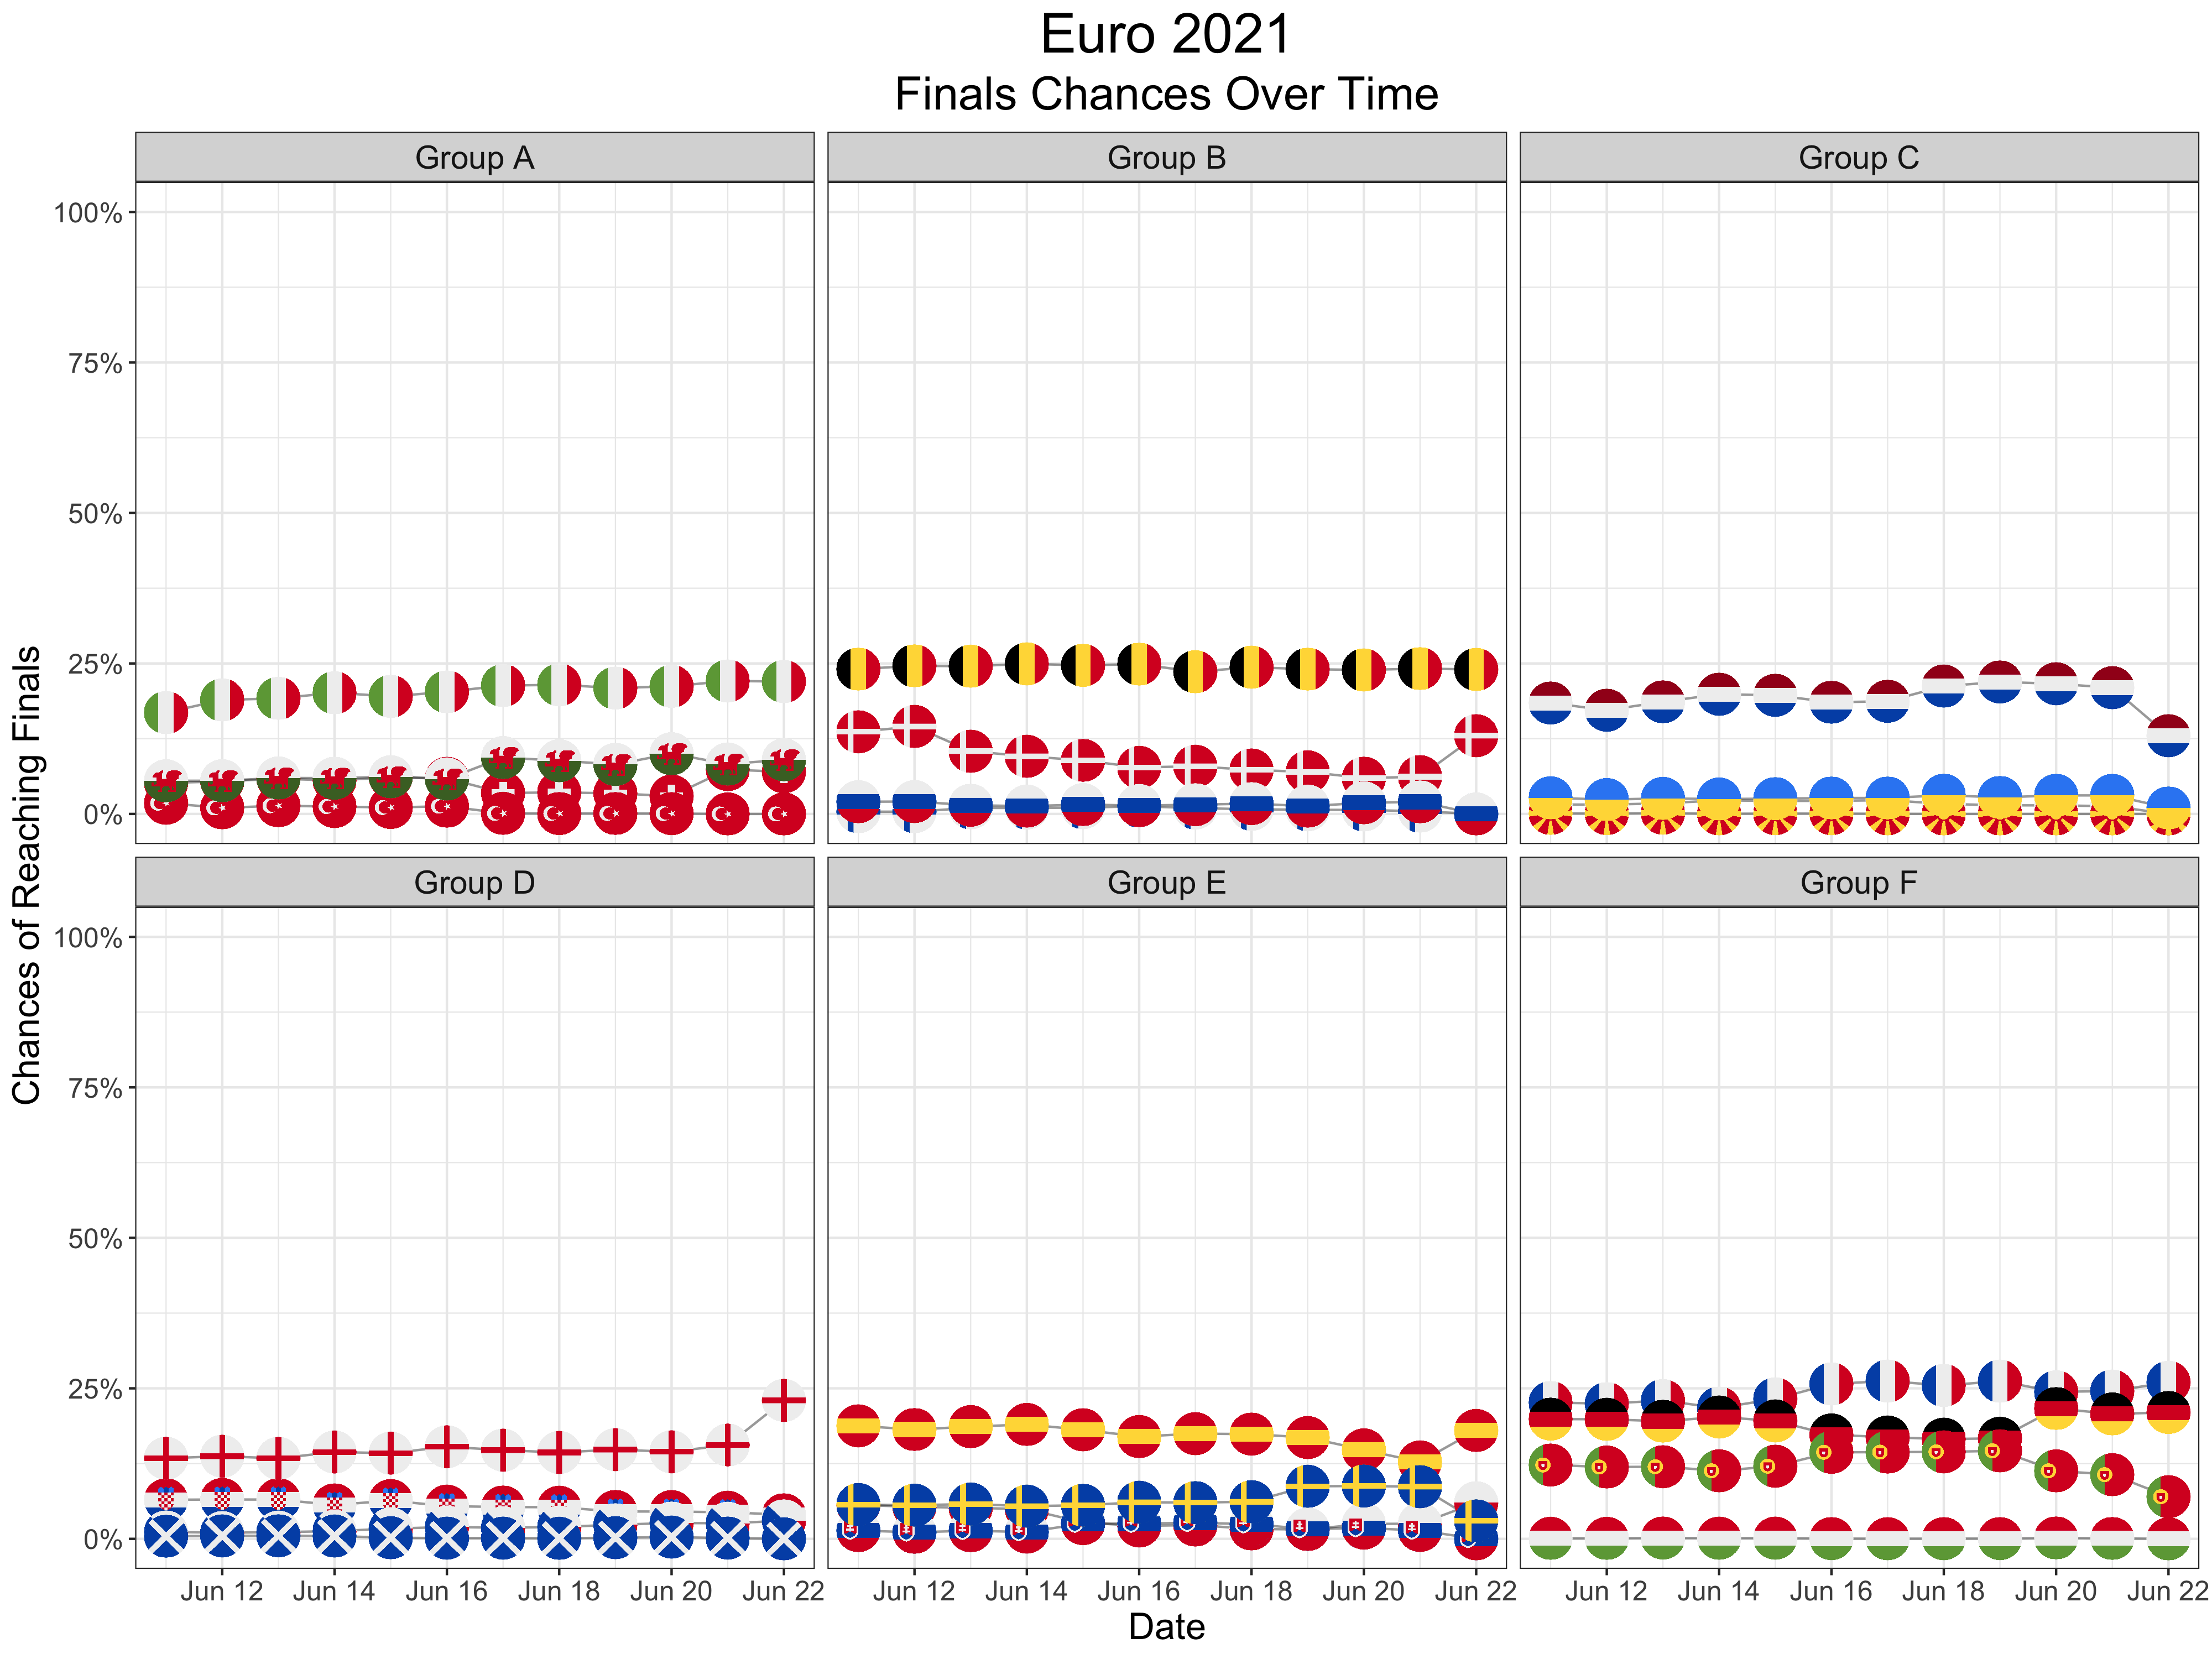 Euro 2021
Finals Chances Over Time
Group A
Group B
Group C
100%
75%
50%
25%
0%
Group D
Group E
Group F
100%
75%
50%
25%
0%
Chances of Reaching Finals
Jun 12 Jun 14 Jun 16 Jun 18 Jun 20 Jun 22
Jun 12 Jun 14 Jun 16 Jun 18 Jun 20 Jun 22
Jun 12 Jun 14 Jun 16 Jun 18 Jun 20 Jun 22
Date